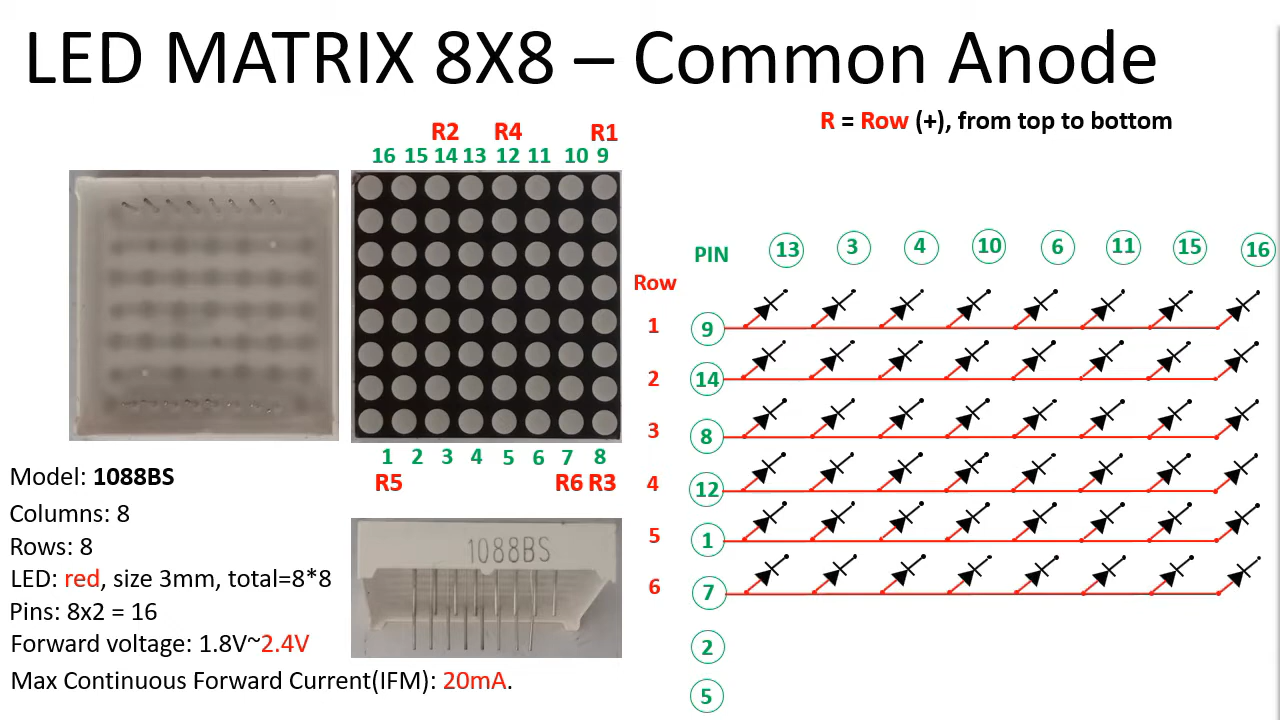 LED MATRIX 8X8 – Common Anode
R = Row (+), from top to bottom
R2 R4 R1
16 15 14 13 12 11 10 9
1 2 3 4 5 6 7 8
R5 R6 R3
1088BS
Model: 1088BS
Columns: 8
Rows: 8
LED: red, size 3mm, total=8*8
Pins: 8x2 = 16
Forward voltage: 1.8V~2.4V
Max Continuous Forward Current(IFM): 20mA.
PIN 13 3 4 10 6 11 15 16
Row
1 9
2 14
3 8
4 12
5 1
6 7
2
5